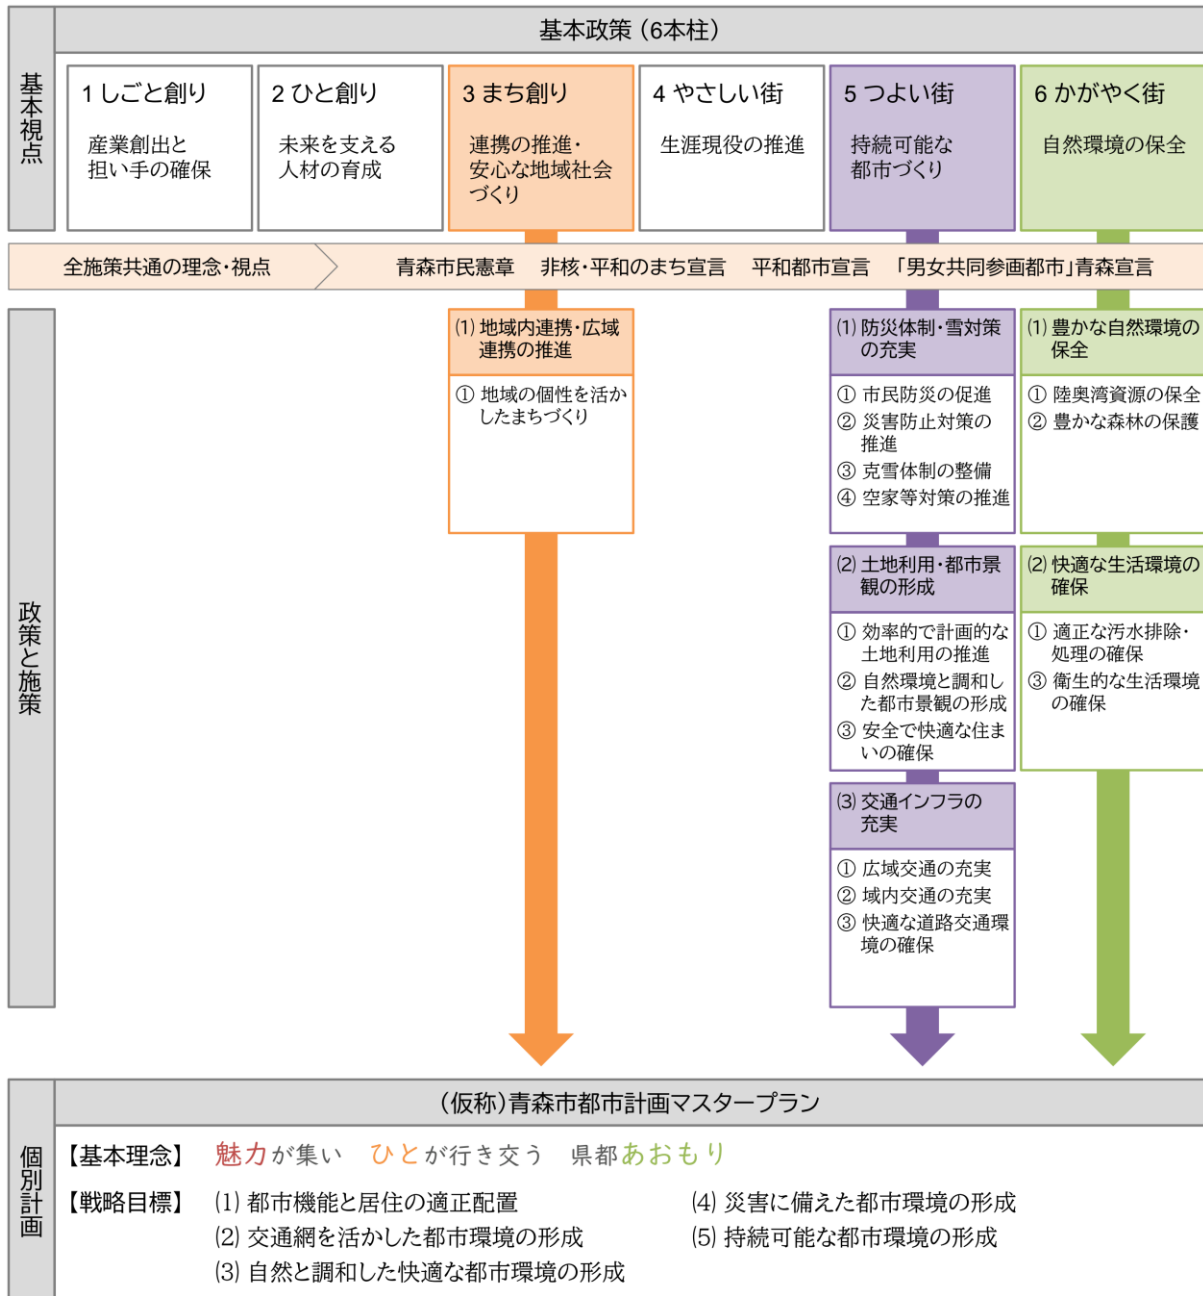 基本視点
基本政策（6本柱）
1 しごと創り
産業創出と
担い手の確保
2 ひと創り
未来を支える
人材の育成
3 まち創り
連携の推進・
安心な地域社会
づくり
4 やさしい街
生涯現役の推進
5 つよい街
持続可能な
都市づくり
6 かがやく街
自然環境の保全
全施策共通の理念・視点
青森市民憲章　非核・平和のまち宣言　平和都市宣言　「男女共同参画都市」青森宣言
政策と施策
⑴ 地域内連携・広域
連携の推進
① 地域の個性を活か
したまちづくり
⑴ 防災体制・雪対策
の充実
① 市民防災の促進
② 災害防止対策の
推進
③ 克雪体制の整備
④ 空家等対策の推進
⑵ 土地利用・都市景
観の形成
① 効率的で計画的な
土地利用の推進
② 自然環境と調和し
た都市景観の形成
③ 安全で快適な住ま
いの確保
⑶ 交通インフラの
充実
① 広域交通の充実
② 域内交通の充実
③ 快適な道路交通環
境の確保
⑴ 豊かな自然環境の
保全
① 陸奥湾資源の保全
② 豊かな森林の保護
⑵ 快適な生活環境の
確保
① 適正な汚水排除・
処理の確保
③ 衛生的な生活環境
の確保
個別計画
（仮称）青森市都市計画マスタープラン
【基本理念】　魅力が集い　ひとが行き交う　県都あおもり
【戦略目標】　⑴ 都市機能と居住の適正配置
⑵ 交通網を活かした都市環境の形成
⑶ 自然と調和した快適な都市環境の形成
⑷ 災害に備えた都市環境の形成
⑸ 持続可能な都市環境の形成